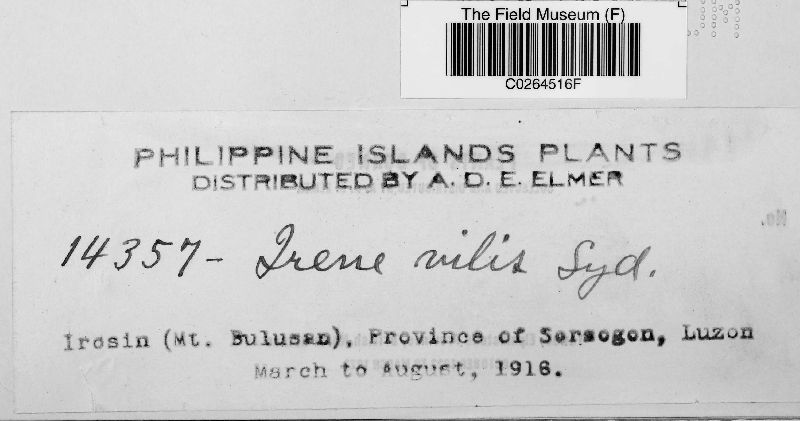 The Field Museum (F)
C0264516F
PHILIPPINE ISLANDS PLANTS
DISTRIBUTED BY A. D. E. ELMER
No.
14357- Irene vilis Syd.
Irosin (Mt. Bulusan), Province of Sorsogon, Luzon
March to August, 1916.